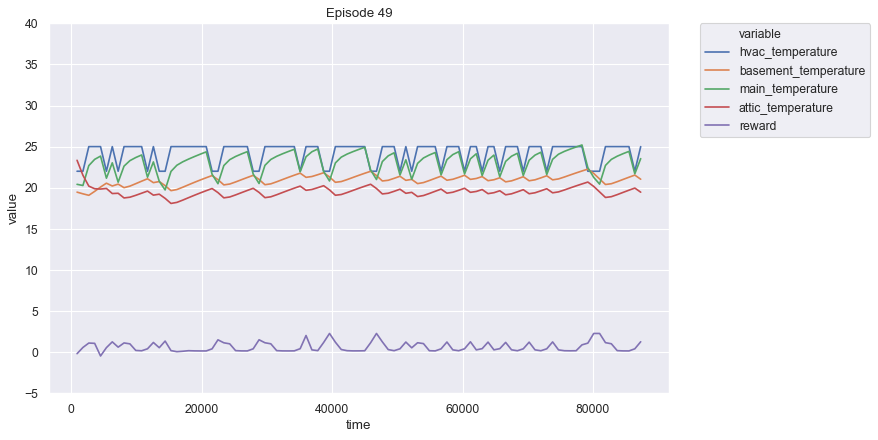 Episode 49
40
35
30
25
20
15
10
5
0
−5
value
0 20000 40000 60000 80000
time
variable
hvac_temperature
basement_temperature
main_temperature
attic_temperature
reward